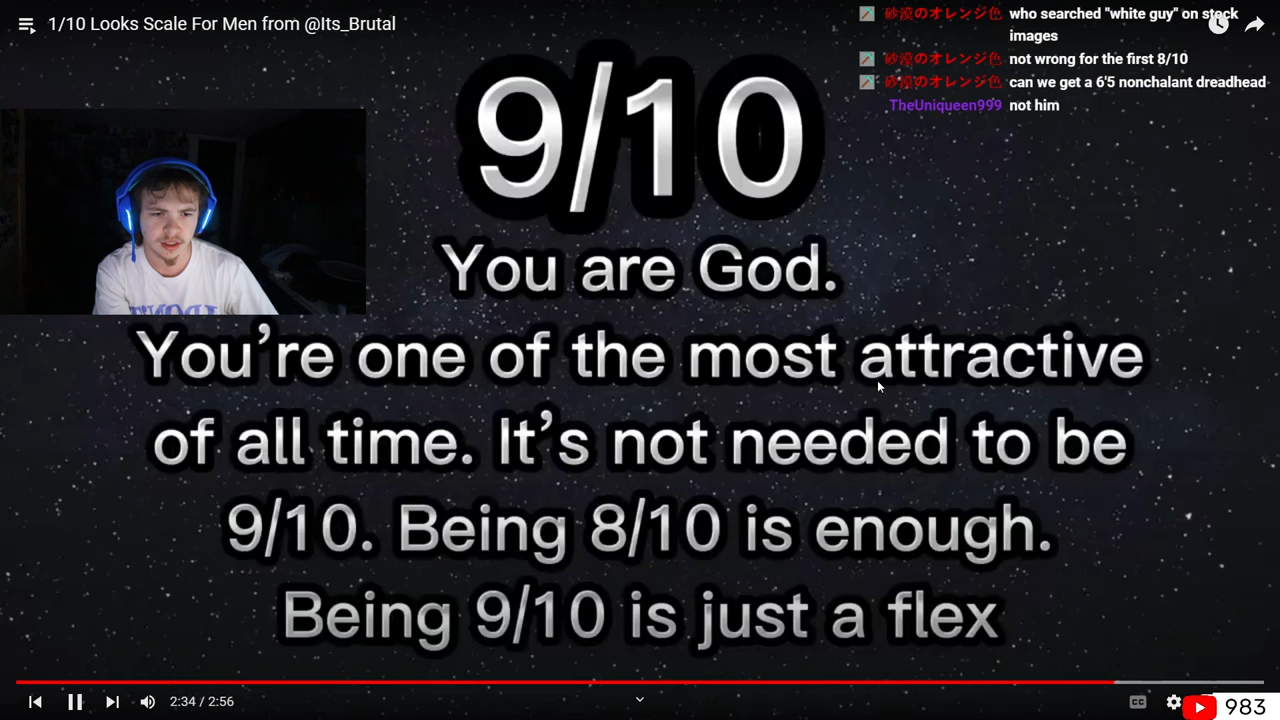 1/10 Looks Scale For Men from @Its_Brutal
砂漠のオレンジ色 who searched "white guy" on stock
images
砂漠のオレンジ色 not wrong for the first 8/10
砂漠のオレンジ色 can we get a 6'5 nonchalant dreadhead
TheUniqueen999 not him
9/10
You are God.
You're one of the most attractive
of all time. It's not needed to be
9/10. Being 8/10 is enough.
Being 9/10 is just a flex
2:34 / 2:56
CC
983